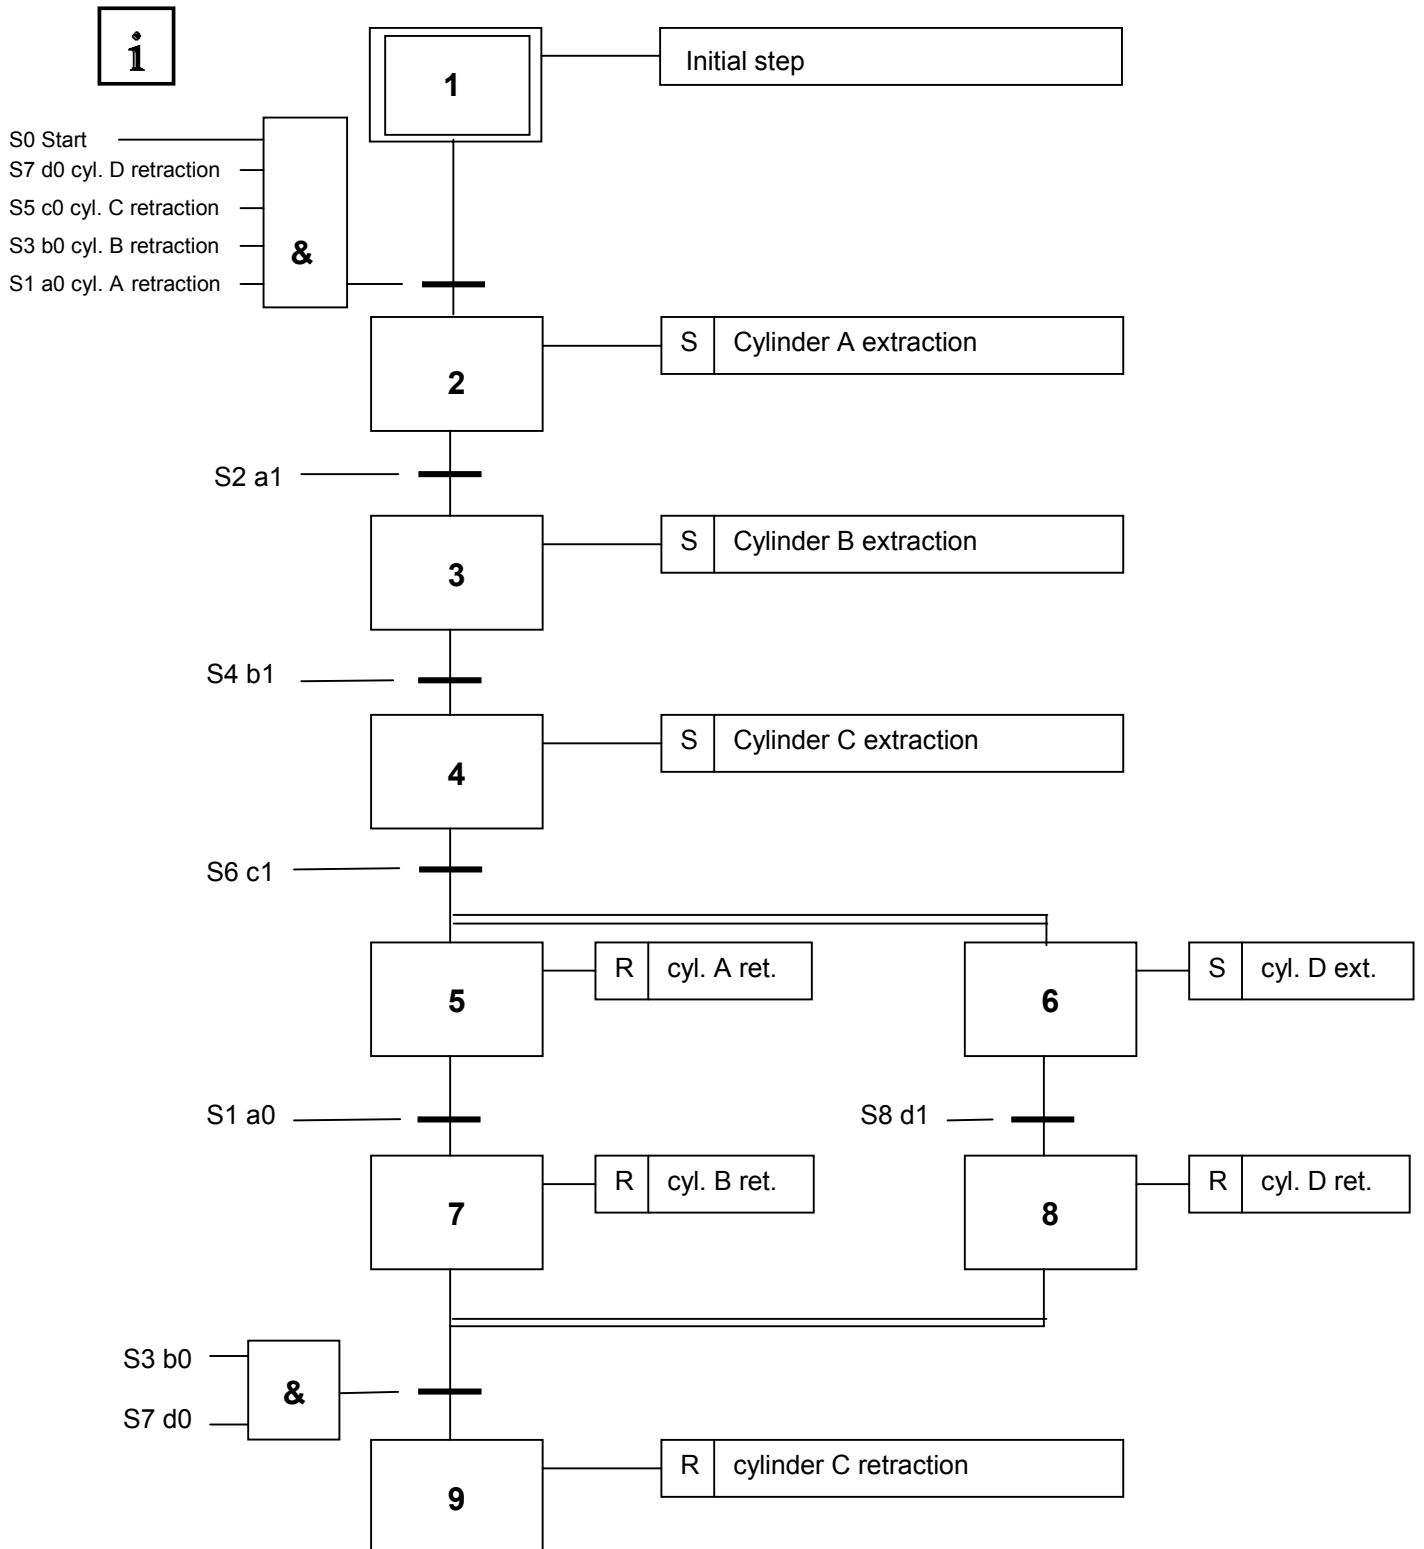 i
1
Initial step
S0 Start
S7 d0 cyl. D retraction
S5 c0 cyl. C retraction
S3 b0 cyl. B retraction
&
S1 a0 cyl. A retraction
2
S Cylinder A extraction
S2 a1
3
S Cylinder B extraction
S4 b1
4
S Cylinder C extraction
S6 c1
5
R cyl. A ret.
6
S cyl. D ext.
S1 a0
S8 d1
7
R cyl. B ret.
8
R cyl. D ret.
S3 b0
&
S7 d0
9
R cylinder C retraction